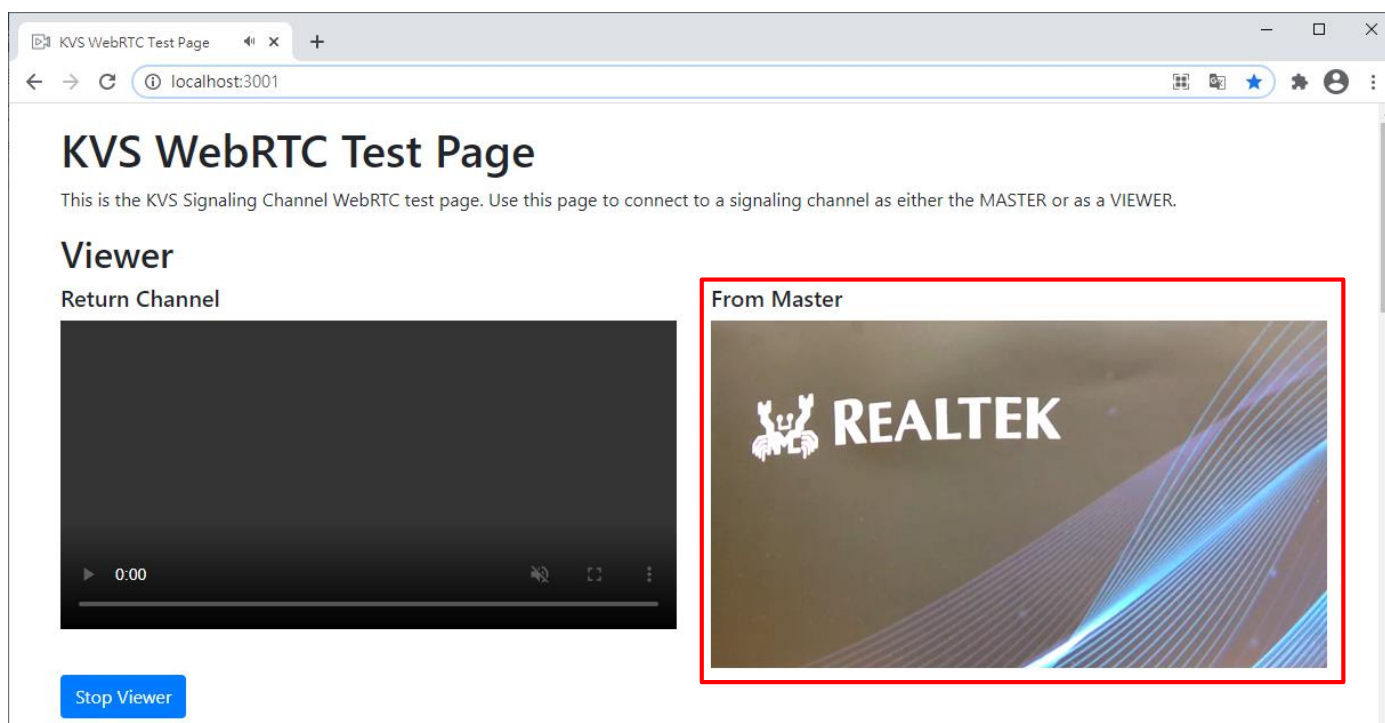 KVS WebRTC Test Page
localhost:3001
KVS WebRTC Test Page
This is the KVS Signaling Channel WebRTC test page. Use this page to connect to a signaling channel as either the MASTER or as a VIEWER.
Viewer
Return Channel
From Master
REALTEK
0:00
Stop Viewer